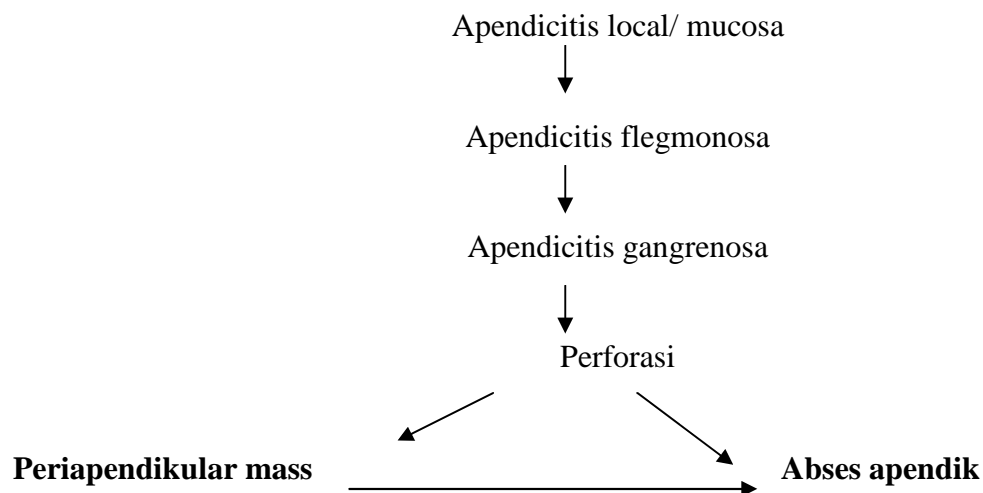 Apendicitis local/ mucosa
Apendicitis flegmonosa
Apendicitis gangrenosa
Perforasi
Periapendikular mass Abses apendik